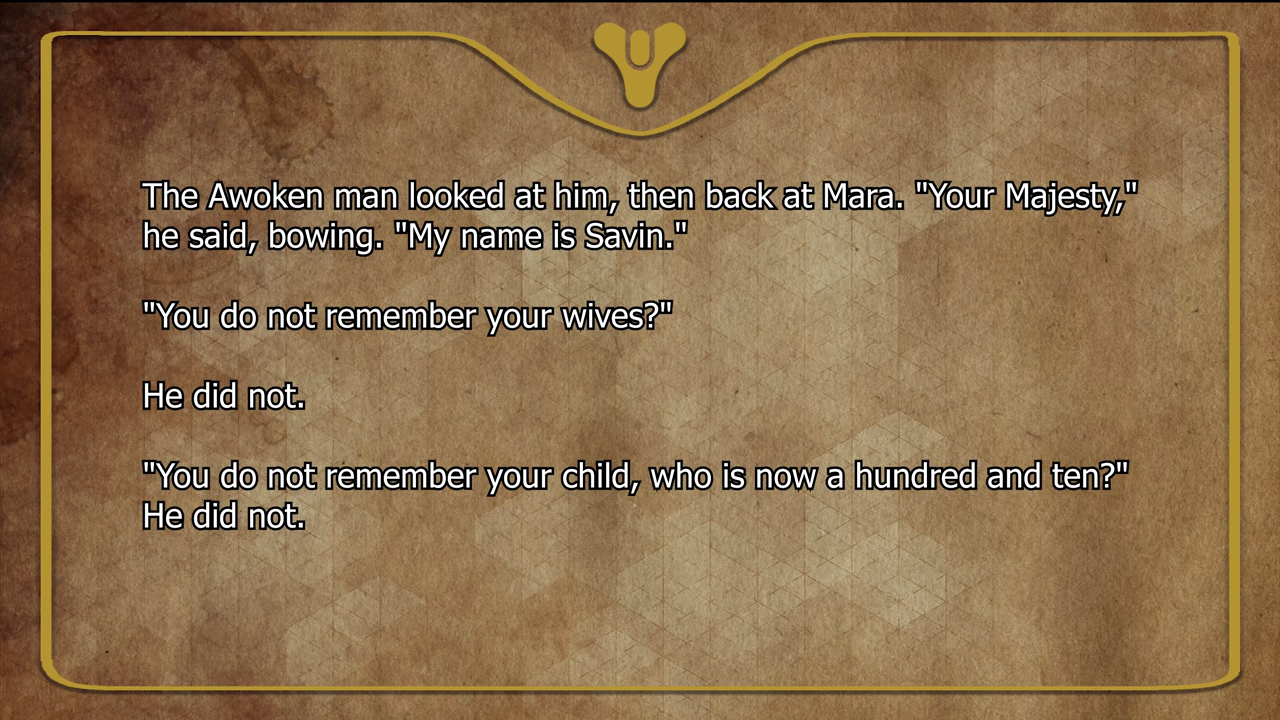 The Awoken man looked at him, then back at Mara. "Your Majesty,"
he said, bowing. "My name is Savin."
"You do not remember your wives?"
He did not.
"You do not remember your child, who is now a hundred and ten?"
He did not.